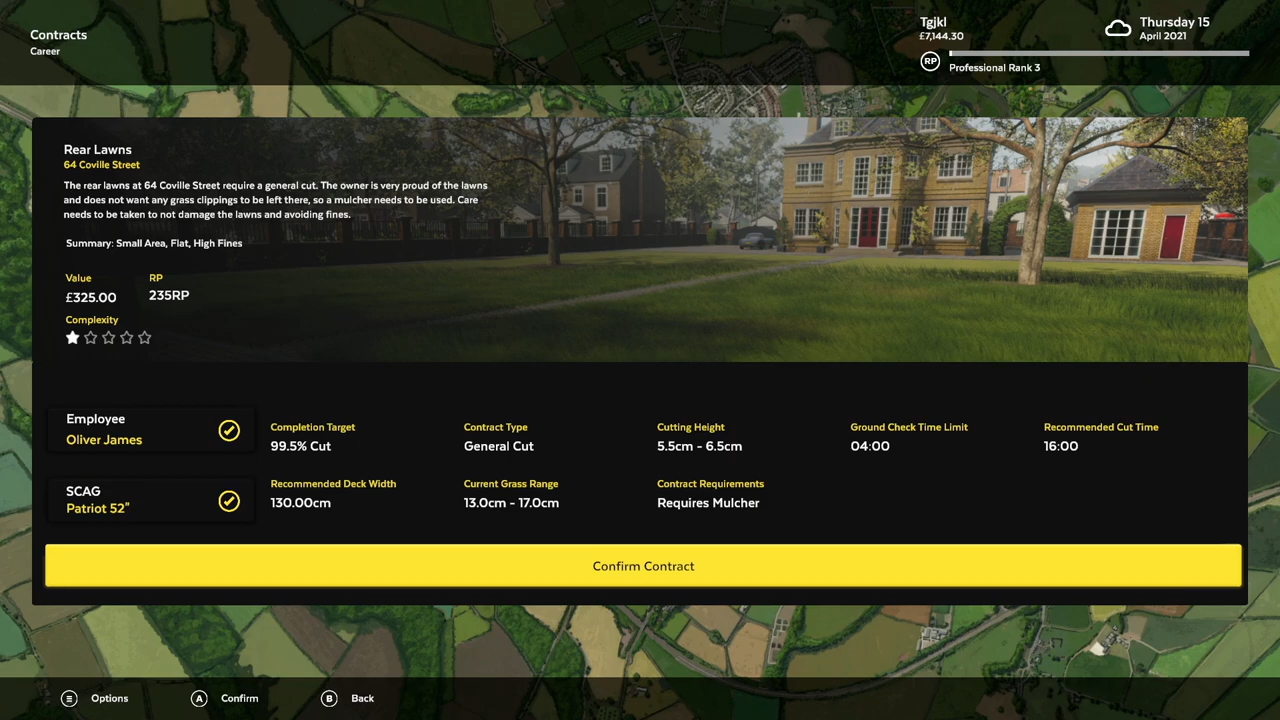 Contracts
Career
Tgjkl
£7,144.30
Thursday 15
April 2021
RP
Professional Rank 3
Rear Lawns
64 Coville Street
The rear lawns at 64 Coville Street require a general cut. The owner is very proud of the lawns
and does not want any grass clippings to be left there, so a mulcher needs to be used. Care
needs to be taken to not damage the lawns and avoiding fines.
Summary: Small Area, Flat, High Fines
Value
RP
£325.00
235RP
Complexity
Employee
Oliver James
Completion Target
99.5% Cut
Contract Type
General Cut
Cutting Height
5.5cm - 6.5cm
Ground Check Time Limit
04:00
Recommended Cut Time
16:00
SCAG
Patriot 52"
Recommended Deck Width
130.00cm
Current Grass Range
13.0cm - 17.0cm
Contract Requirements
Requires Mulcher
Confirm Contract
Options
A Confirm
B Back